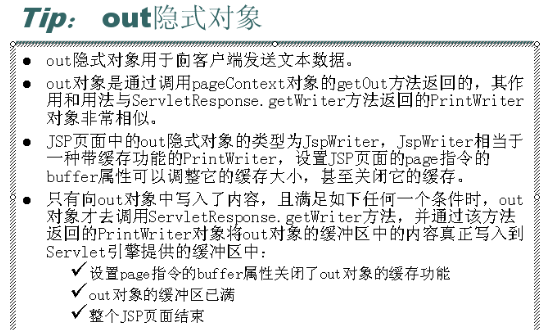 Tip： out隐式对象
● out隐式对象用于向客户端发送文本数据。
● out对象是通过调用pageContext对象的getOut方法返回的，其作
用和用法与ServletResponse.getWriter方法返回的PrintWriter
对象非常相似。
● JSP页面中的out隐式对象的类型为JspWriter，JspWriter相当于
一种带缓存功能的PrintWriter，设置JSP页面的page指令的
buffer属性可以调整它的缓存大小，甚至关闭它的缓存。
● 只有向out对象中写入了内容，且满足如下任何一个条件时，out
对象才去调用ServletResponse.getWriter方法，并通过该方法
返回的PrintWriter对象将out对象的缓冲区中的内容真正写入到
Servlet引擎提供的缓冲区中：
✓设置page指令的buffer属性关闭了out对象的缓存功能
✓out对象的缓冲区已满
✓整个JSP页面结束